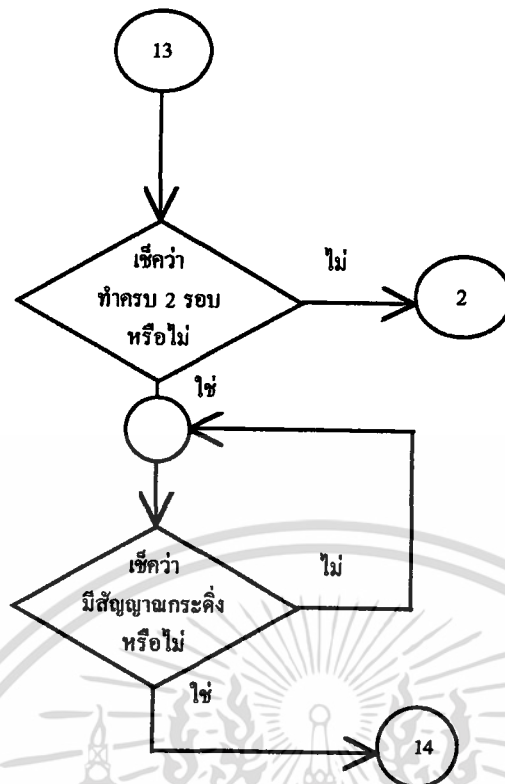 13
เช็คว่า
ทำครบ 2 รอบ
หรือไม่
ไม่
2
ใช่
เช็คว่า
มีสัญญาณกระดิ่ง
หรือไม่
ไม่
ใช่
14